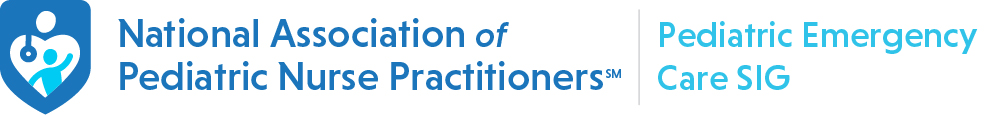 National Association of
Pediatric Nurse Practitioners℠
Pediatric Emergency
Care SIG